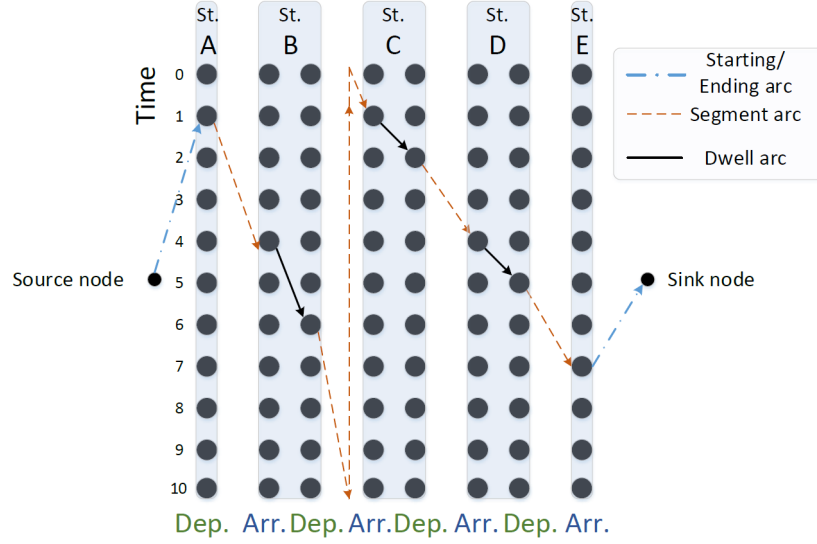 St. St. St. St. St.
A B C D E
Time
0
1
2
3
4
5
6
7
8
9
10
Source node
Sink node
Dep. Arr. Dep. Arr. Dep. Arr. Dep. Arr.
Starting/
Ending arc
Segment arc
Dwell arc